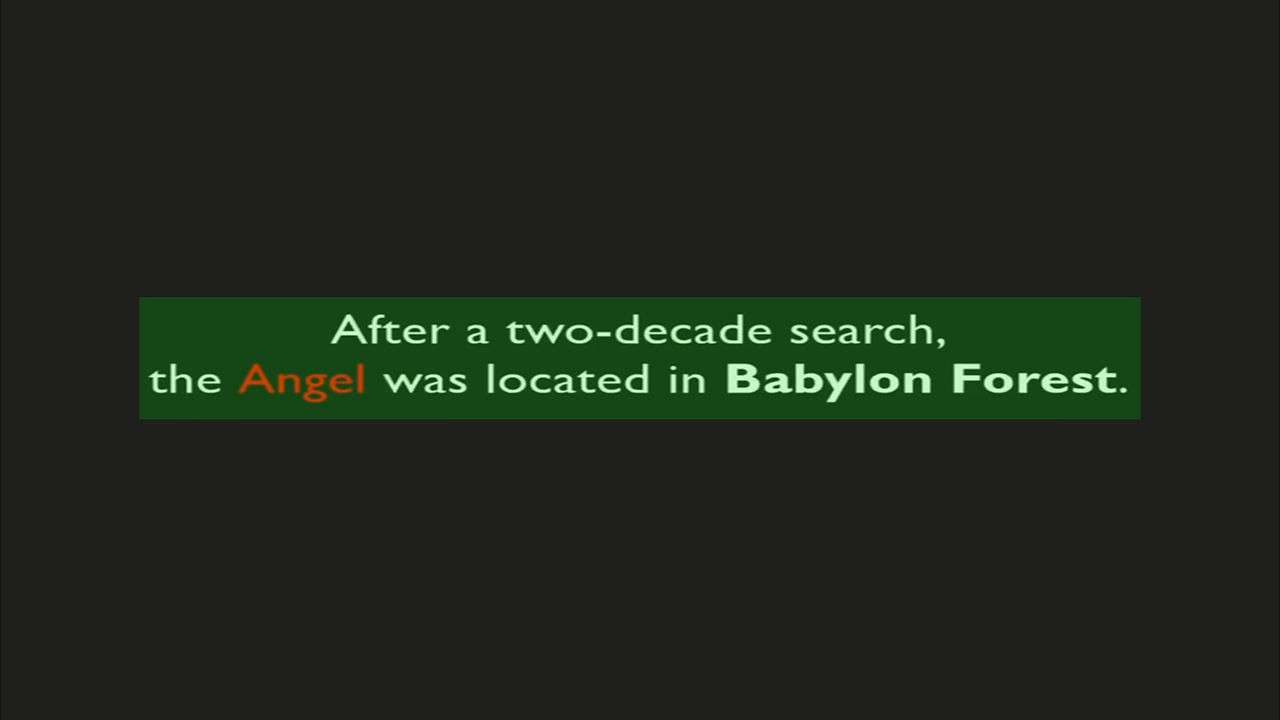 After a two-decade search,
the Angel was located in Babylon Forest.